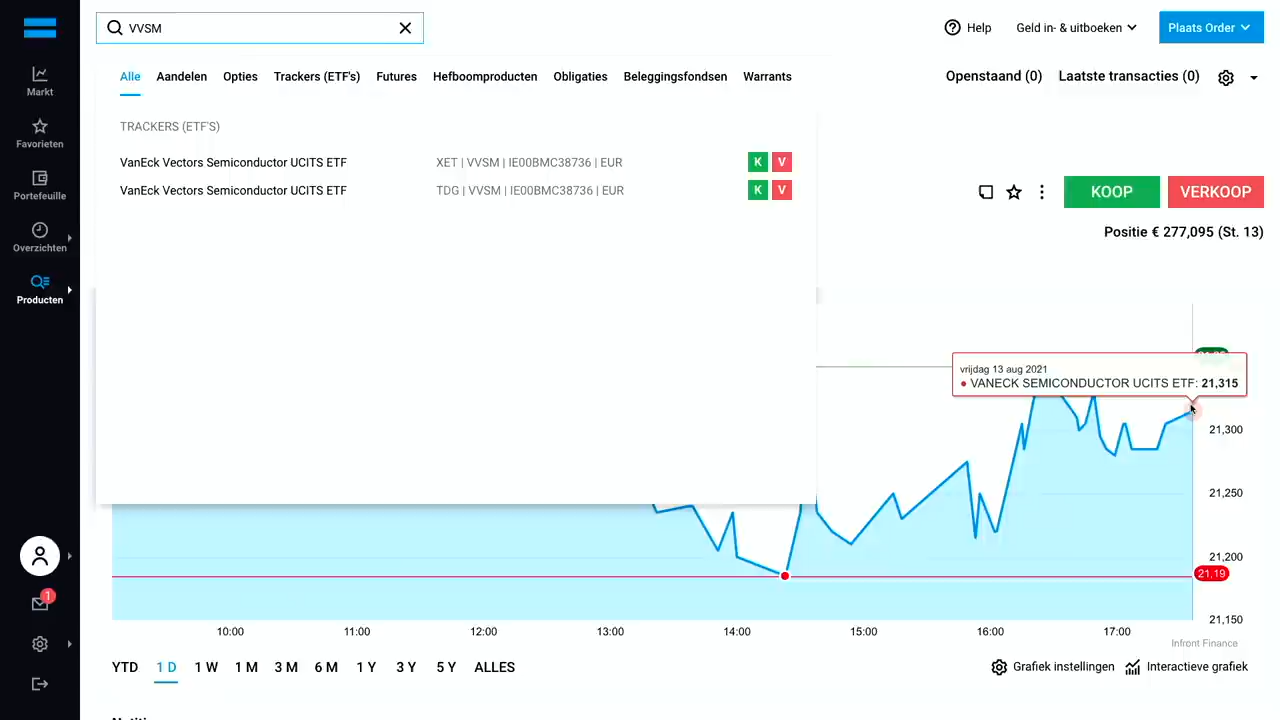 VVSM
Help
Geld in- & uitboeken
Plaats Order
Markt
Favorieten
Portefeuille
Overzichten
Producten
1
Alle Aandelen Opties Trackers (ETF's) Futures Hefboomproducten Obligaties Beleggingsfondsen Warrants
Openstaand (0) Laatste transacties (0)
TRACKERS (ETF'S)
VanEck Vectors Semiconductor UCITS ETF XET | VVSM | IE00BMC38736 | EUR K V
VanEck Vectors Semiconductor UCITS ETF TDG | VVSM | IE00BMC38736 | EUR K V
KOOP VERKOOP
Positie € 277,095 (St. 13)
vrijdag 13 aug 2021
VANECK SEMICONDUCTOR UCITS ETF: 21,315
21,300
21,250
21,200
21,19
21,150
10:00 11:00 12:00 13:00 14:00 15:00 16:00 17:00
Infront Finance
YTD 1 D 1 W 1 M 3 M 6 M 1 Y 3 Y 5 Y ALLES
Grafiek instellingen Interactieve grafiek